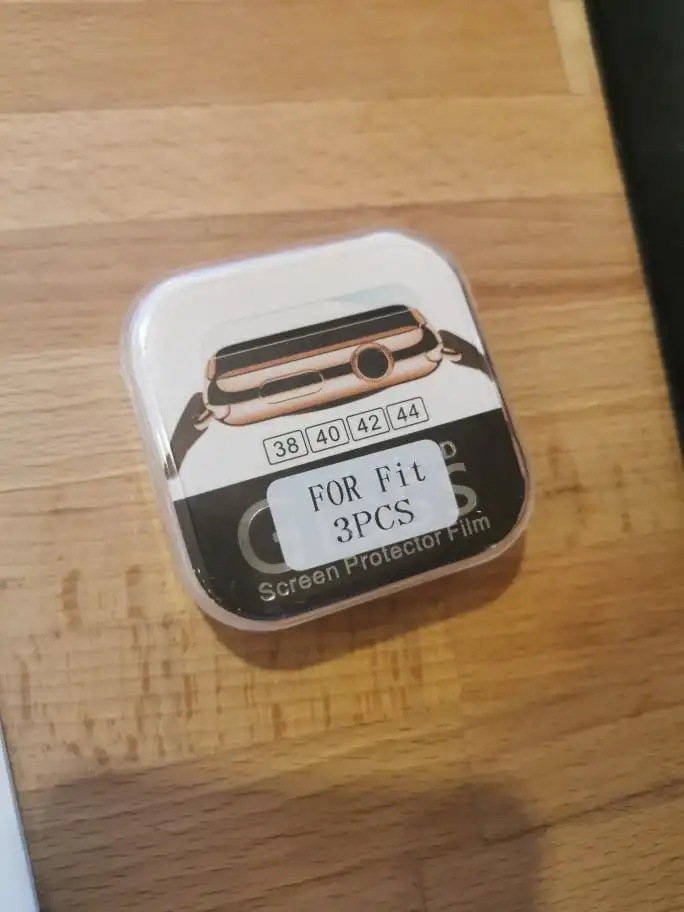 38 40 42 44
FOR Fit
3PCS
Screen Protector Film